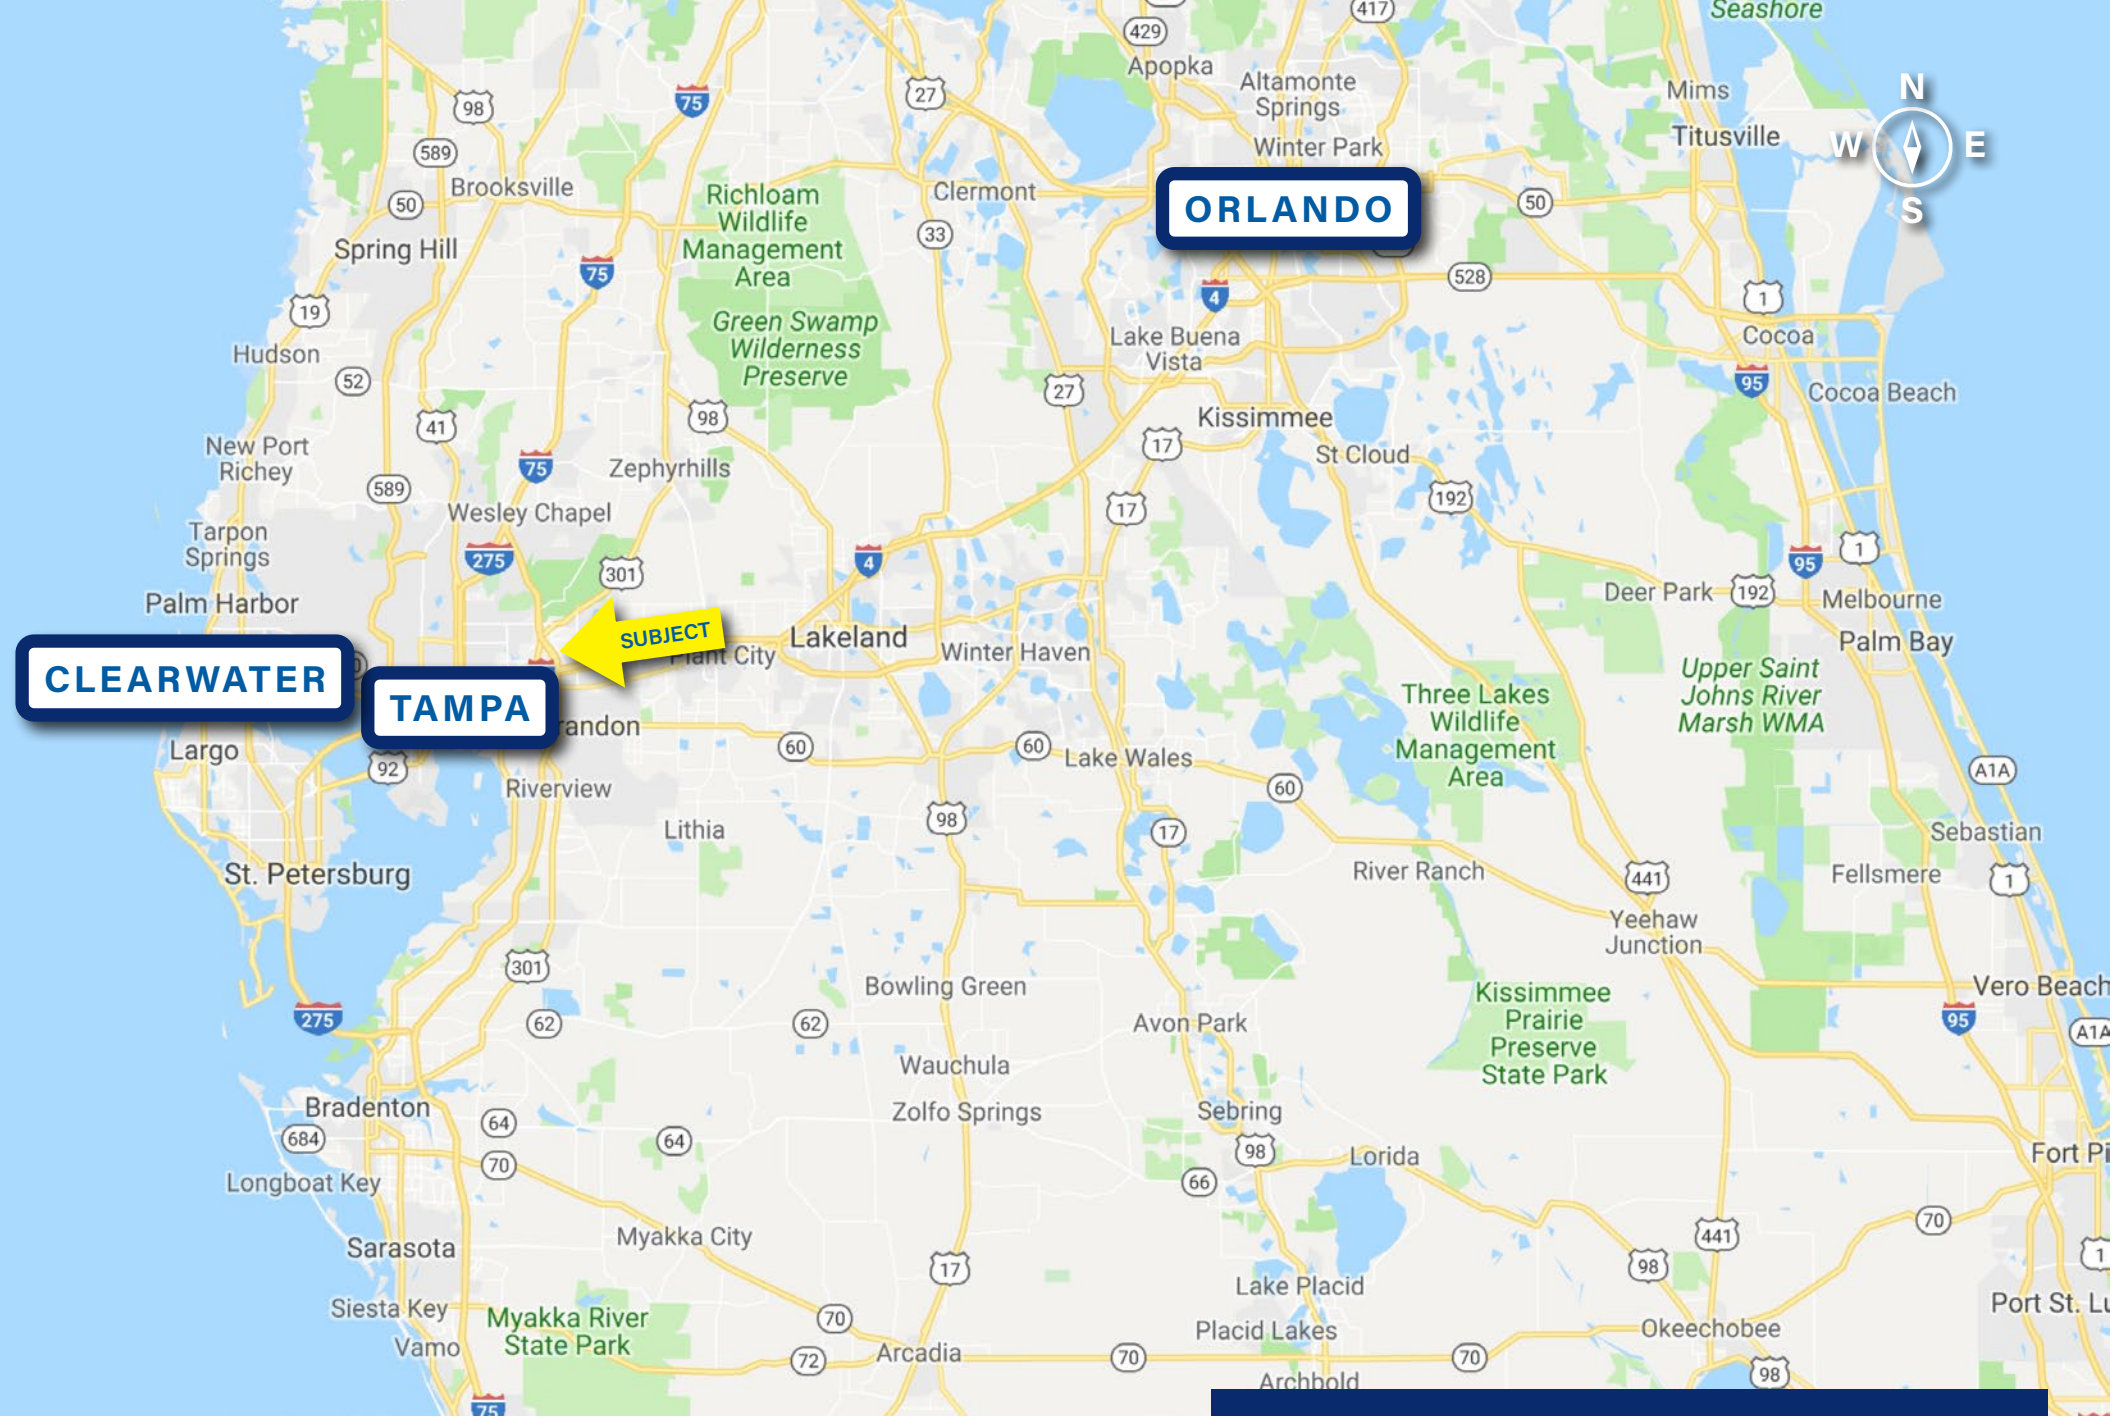 Seashore
417
429
Apopka
Altamonte
Springs
Mims
N
W
E
S
27
75
98
Winter Park
Titusville
589
Brooksville
Richloam
Wildlife
Management
Area
Clermont
ORLANDO
50
50
33
Spring Hill
75
528
4
1
19
Green Swamp
Wilderness
Preserve
Lake Buena
Vista
Cocoa
Hudson
52
27
95
Cocoa Beach
41
98
Kissimmee
New Port
Richey
17
St Cloud
75
Zephyrhills
589
17
192
Wesley Chapel
Tarpon
Springs
275
301
4
1
95
Palm Harbor
Deer Park
192
Melbourne
SUBJECT
Lakeland
Plant City
Winter Haven
Palm Bay
CLEARWATER
TAMPA
Upper Saint
Johns River
Marsh WMA
Three Lakes
Wildlife
Management
Area
randon
Largo
92
60
60
Lake Wales
60
A1A
Riverview
Lithia
98
17
Sebastian
St. Petersburg
River Ranch
441
Fellsmere
1
Yeehaw
Junction
301
Bowling Green
Kissimmee
Prairie
Preserve
State Park
Vero Beach
275
62
62
Avon Park
95
A1A
Wauchula
Bradenton
64
Zolfo Springs
Sebring
684
64
98
70
Lorida
Fort Pi
Longboat Key
66
70
Myakka City
441
Sarasota
17
98
1
Lake Placid
Siesta Key
Myakka River
State Park
70
Placid Lakes
Okeechobee
Port St. Lu
Vamo
72
Arcadia
70
70
98
Archbold
75